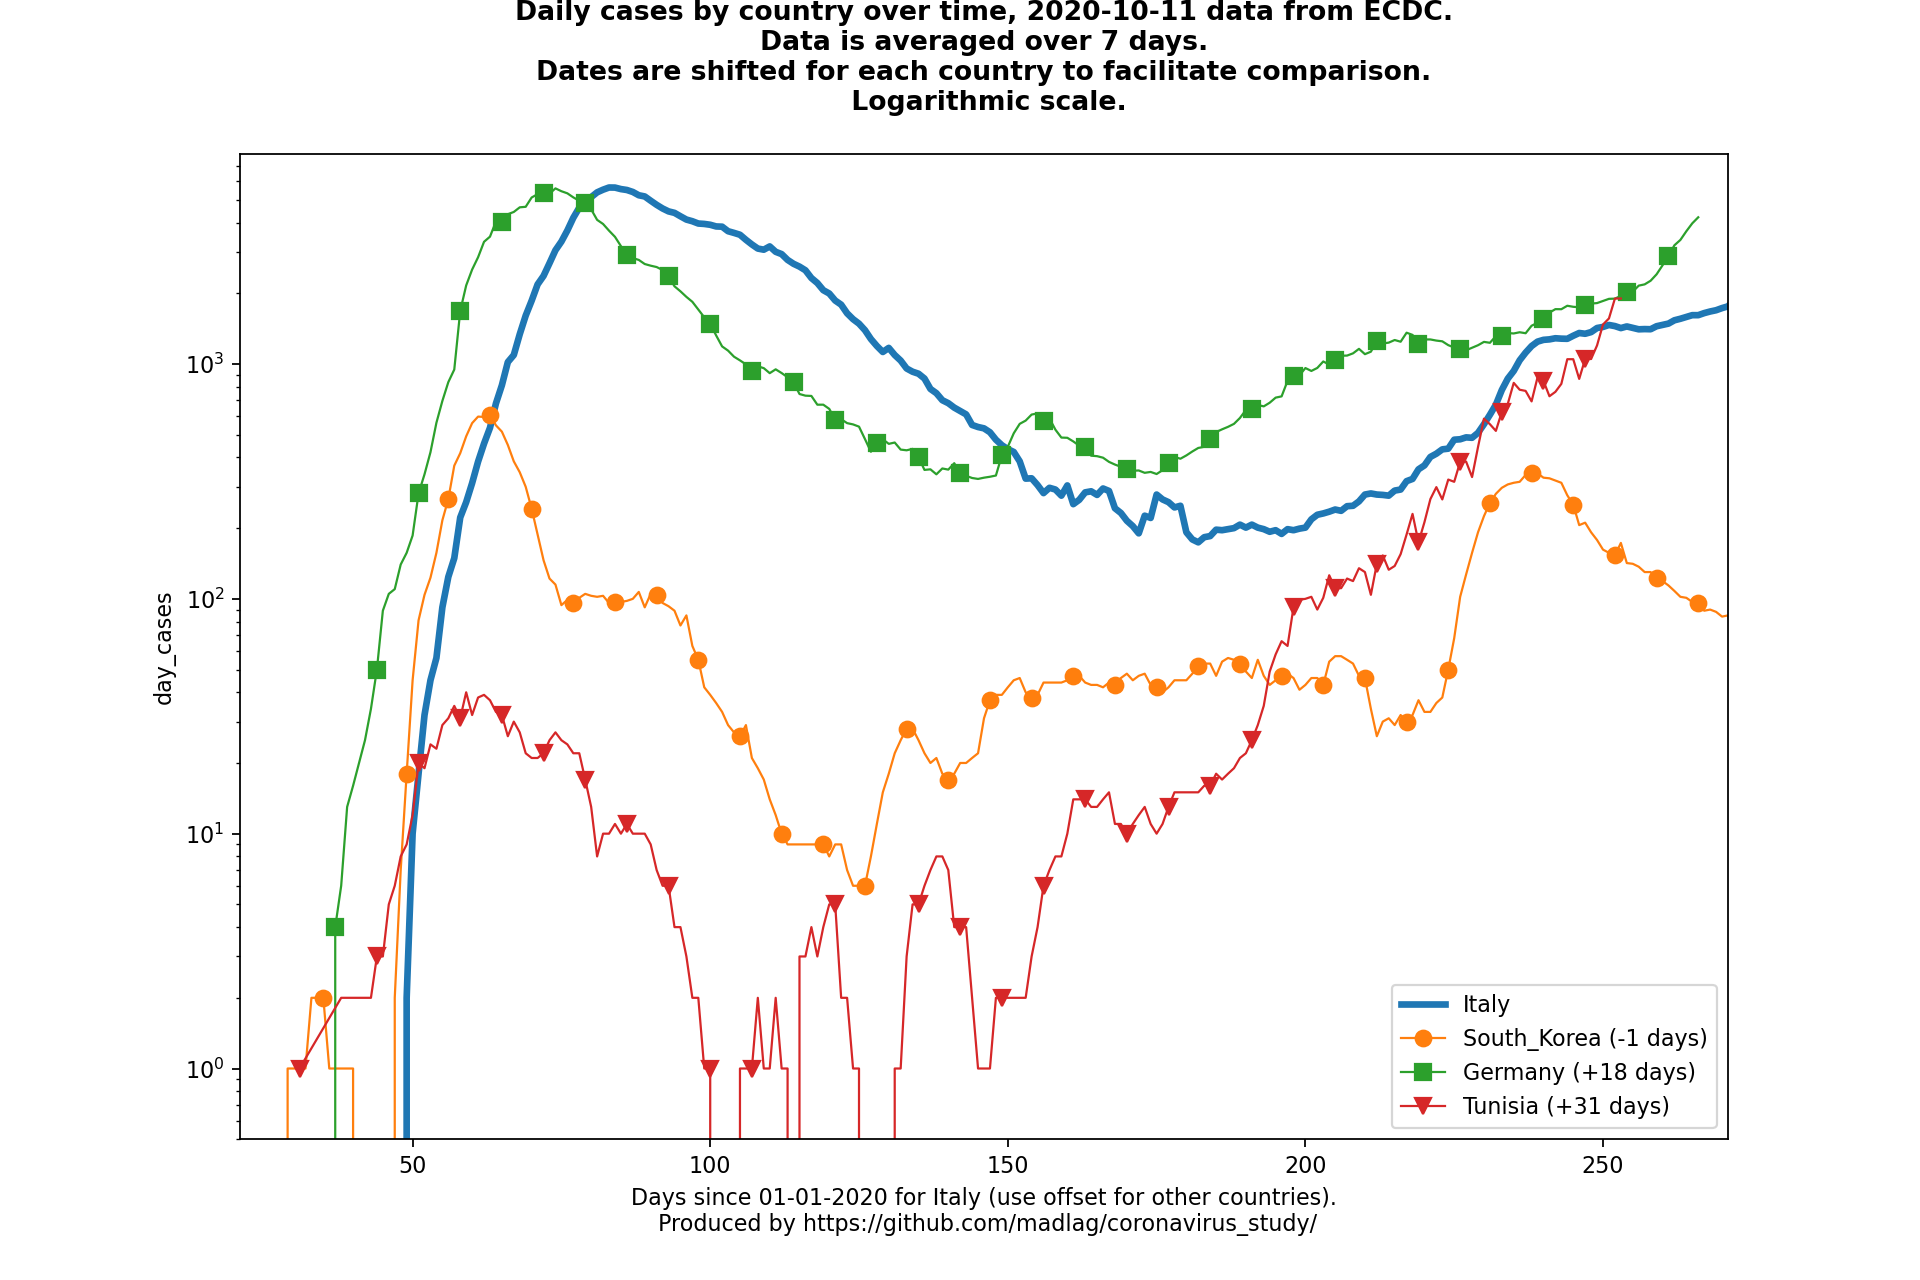 Daily cases by country over time, 2020-10-11 data from ECDC.
Data is averaged over 7 days.
Dates are shifted for each country to facilitate comparison.
Logarithmic scale.
day_cases
10³
10²
10¹
10⁰
Italy
South_Korea (-1 days)
Germany (+18 days)
Tunisia (+31 days)
50 100 150 200 250
Days since 01-01-2020 for Italy (use offset for other countries).
Produced by https://github.com/madlag/coronavirus_study/